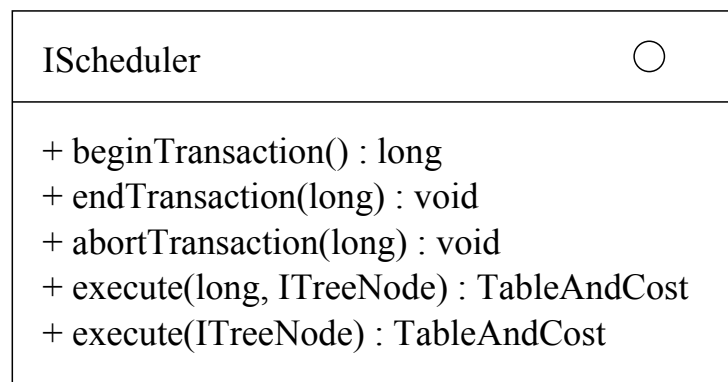 IScheduler
+ beginTransaction() : long
+ endTransaction(long) : void
+ abortTransaction(long) : void
+ execute(long, ITreeNode) : TableAndCost
+ execute(ITreeNode) : TableAndCost